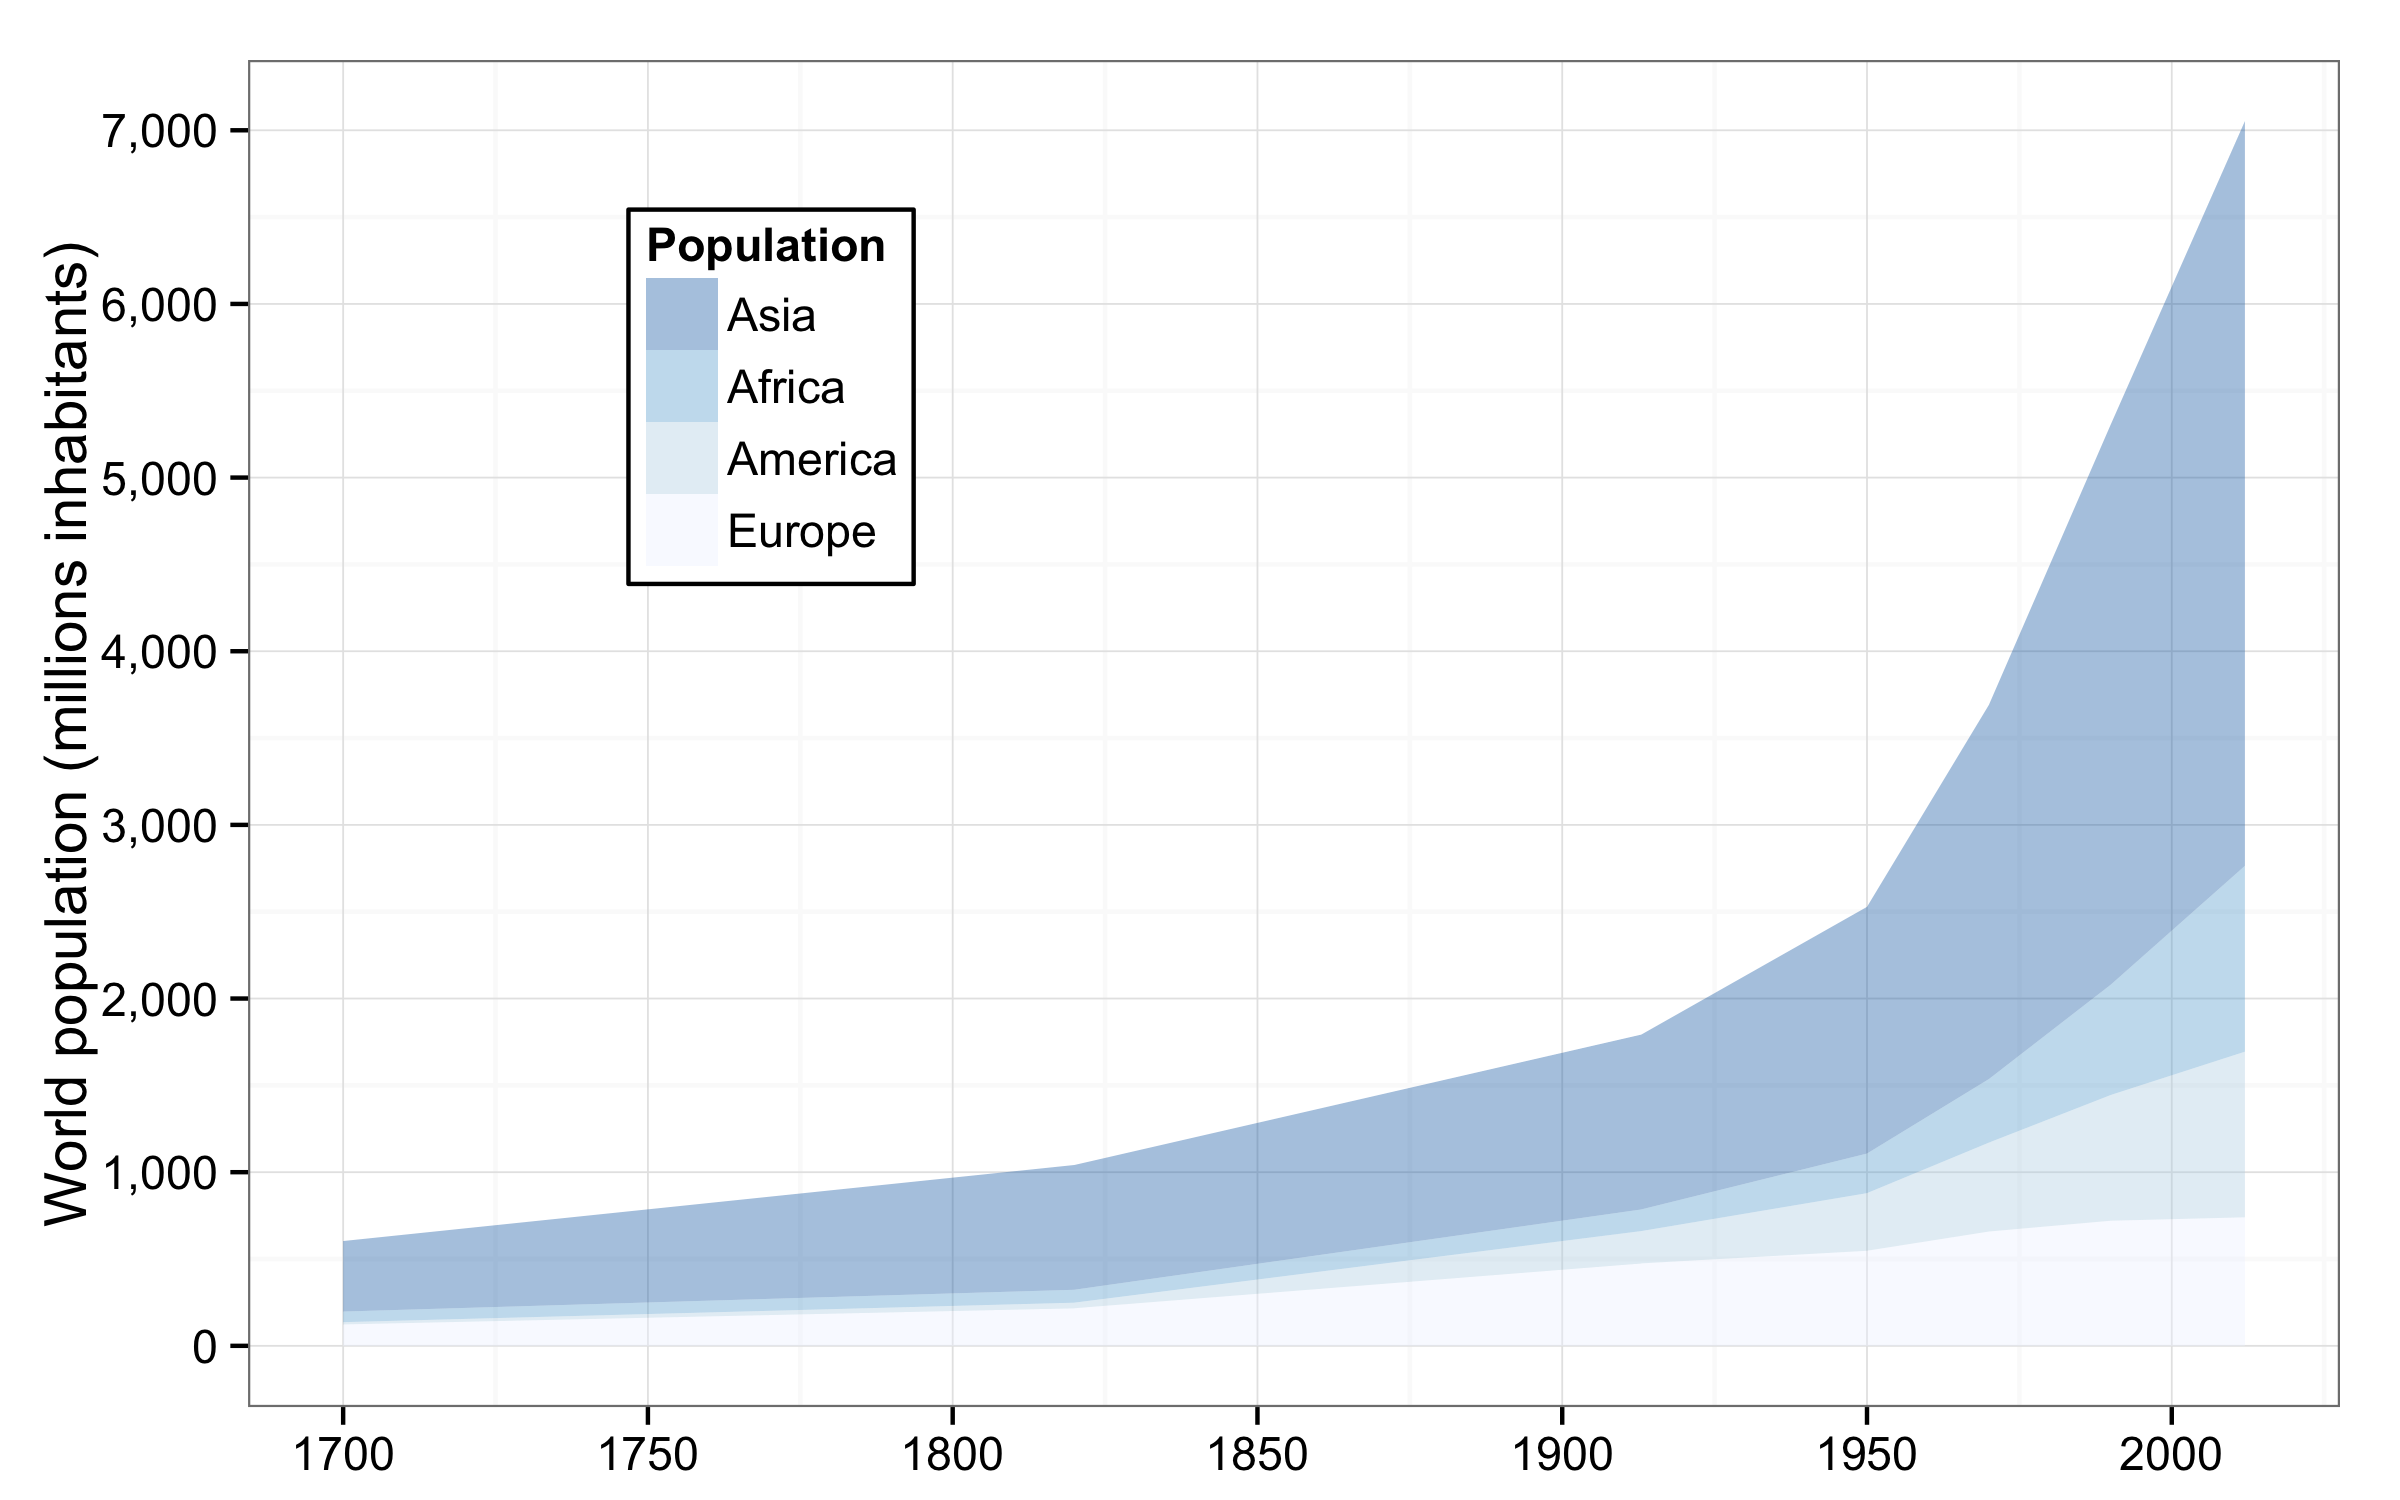 World population (millions inhabitants)
7,000
6,000
5,000
4,000
3,000
2,000
1,000
0
Population
Asia
Africa
America
Europe
1700 1750 1800 1850 1900 1950 2000